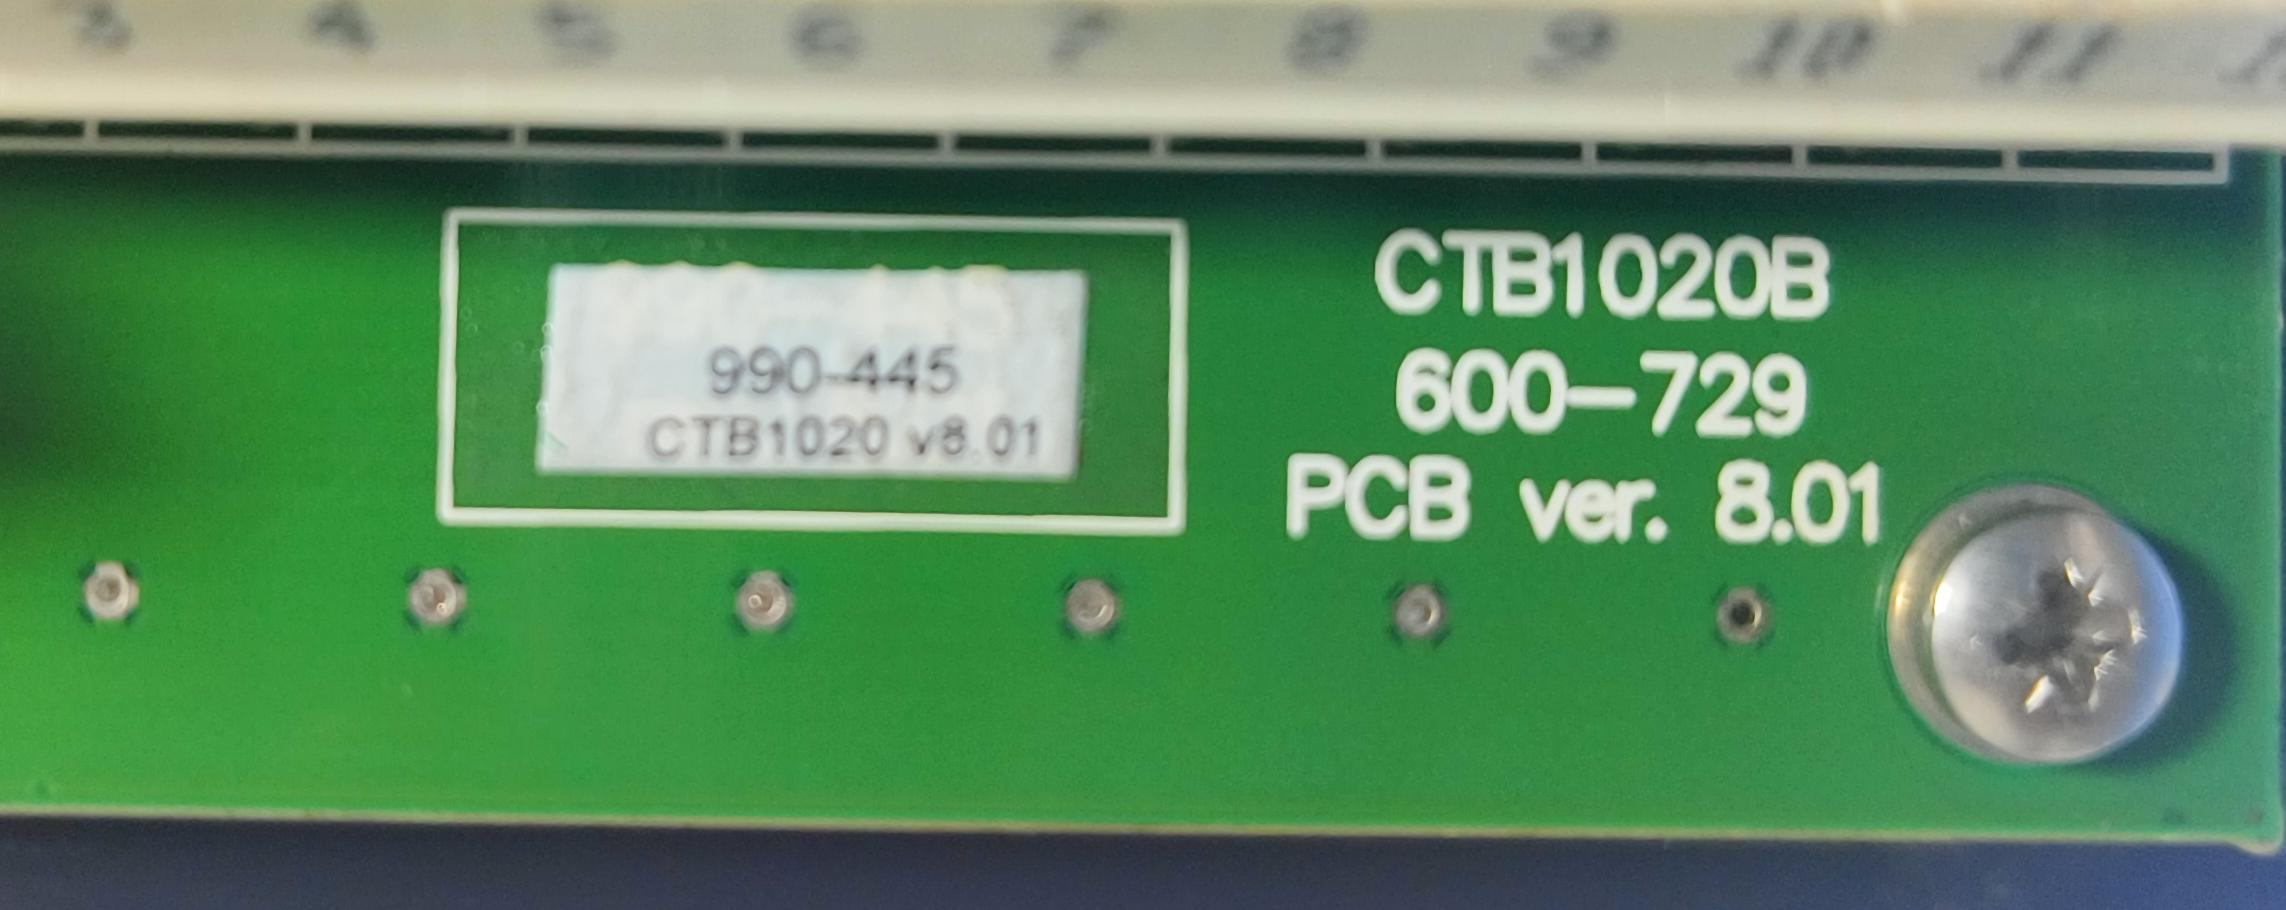 3 4 5 6 7 8 9 10 11
CTB1020B
600-729
PCB ver. 8.01
990-445
CTB1020 v8.01